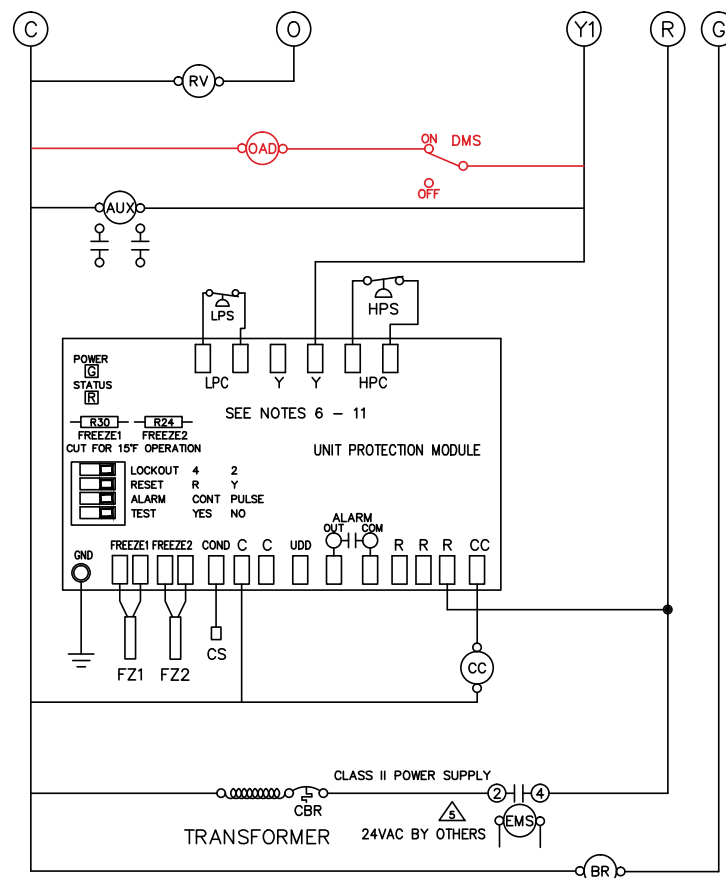 C O Y1 R G
RV
OAD ON DMS
OFF
AUX
LPS HPS
LPC Y Y HPC
POWER
G
STATUS
R
SEE NOTES 6 – 11
R30 R24
FREEZE1 FREEZE2
CUT FOR 15°F OPERATION
UNIT PROTECTION MODULE
LOCKOUT 4 2
RESET R Y
ALARM CONT PULSE
TEST YES NO
ALARM
OUT COM
GND FREEZE1 FREEZE2 COND C C UDD R R R CC
CS
FZ1 FZ2
CC
CLASS II POWER SUPPLY
2 4
CBR
5
EMS
TRANSFORMER 24VAC BY OTHERS
BR